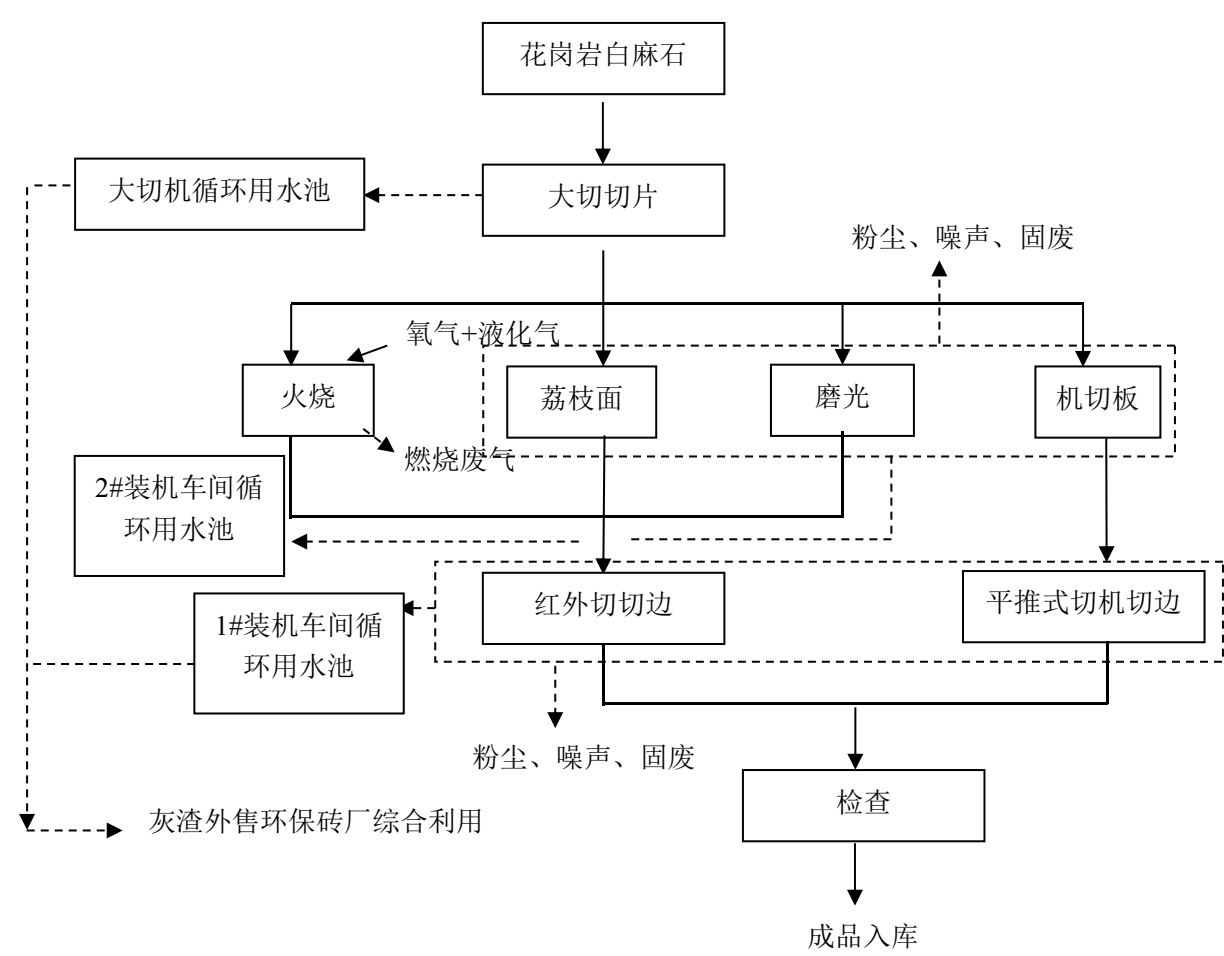 花岗岩白麻石
大切机循环用水池
大切切片
粉尘、噪声、固废
氧气+液化气
火烧
荔枝面
磨光
机切板
燃烧废气
2#装机车间循
环用水池
红外切切边
平推式切机切边
1#装机车间循
环用水池
粉尘、噪声、固废
检查
灰渣外售环保砖厂综合利用
成品入库